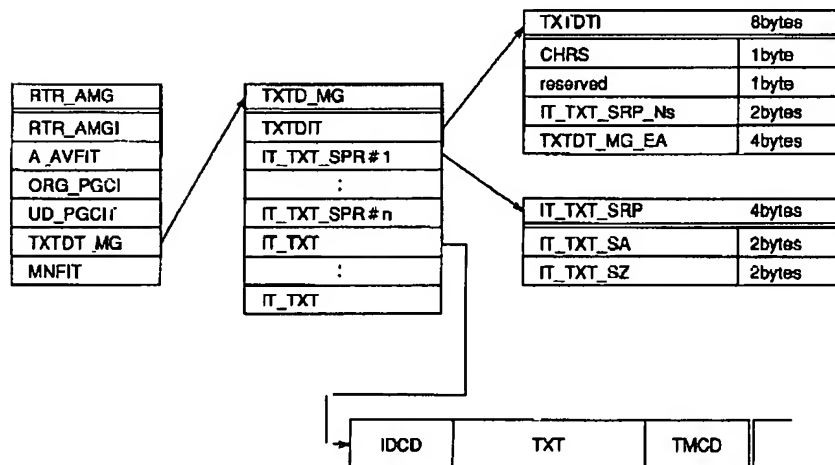 RTR_AMG
RTR_AMGI
A_AVFIT
ORG_PGCI
UD_PGCIT
TXTDT_MG
MNFIT
TXTD_MG
TXTDIT
IT_TXT_SPR#1
:
IT_TXT_SPR#n
IT_TXT
:
IT_TXT
TXTDTI 8bytes
CHRS 1byte
reserved 1byte
IT_TXT_SRP_Ns 2bytes
TXTDT_MG_EA 4bytes
IT_TXT_SRP 4bytes
IT_TXT_SA 2bytes
IT_TXT_SZ 2bytes
IDCD TXT TMCD